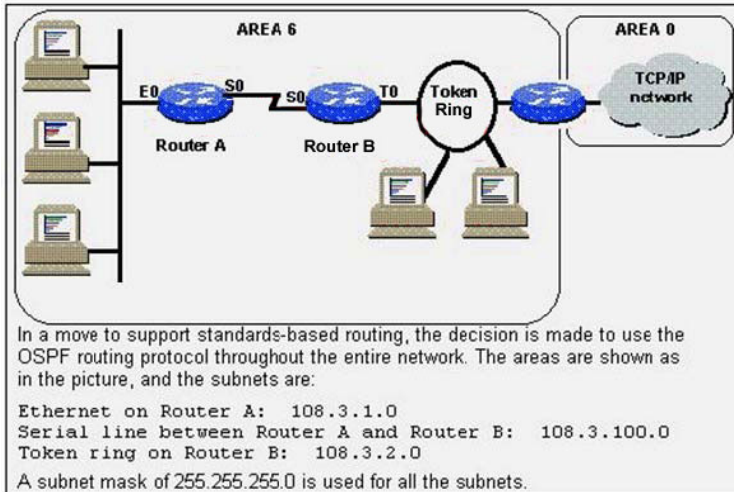 AREA 6
AREA 0
TCP/IP
network
E0
S0
S0
T0
Token
Ring
Router A
Router B
In a move to support standards-based routing, the decision is made to use the
OSPF routing protocol throughout the entire network. The areas are shown as
in the picture, and the subnets are:
Ethernet on Router A: 108.3.1.0
Serial line between Router A and Router B: 108.3.100.0
Token ring on Router B: 108.3.2.0
A subnet mask of 255.255.255.0 is used for all the subnets.